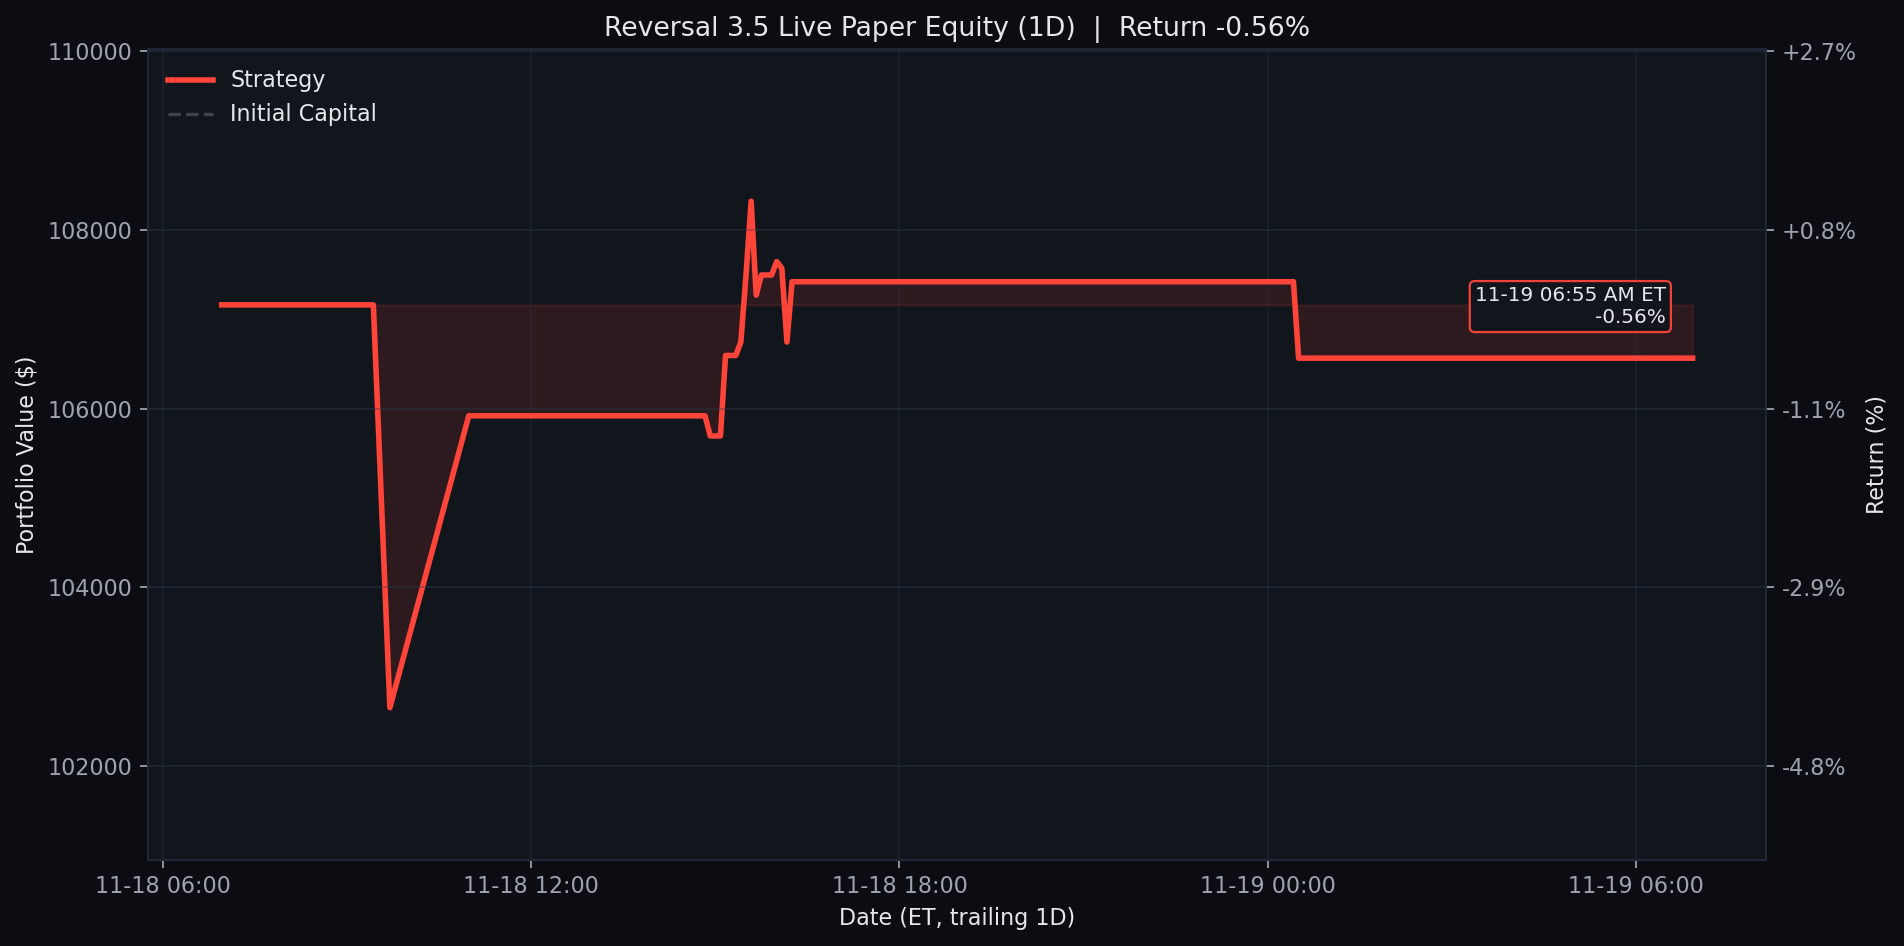 Reversal 3.5 Live Paper Equity (1D)  |  Return -0.56%
Strategy
Initial Capital
110000
108000
106000
104000
102000
Portfolio Value ($)
+2.7%
+0.8%
-1.1%
-2.9%
-4.8%
Return (%)
11-19 06:55 AM ET
-0.56%
11-18 06:00
11-18 12:00
11-18 18:00
11-19 00:00
11-19 06:00
Date (ET, trailing 1D)